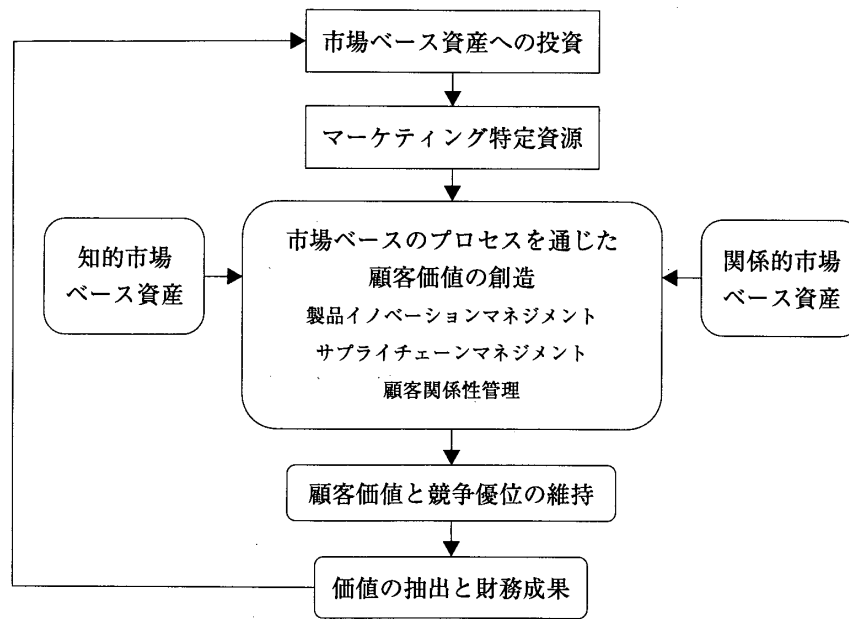 市場ベース資産への投資
マーケティング特定資源
市場ベースのプロセスを通じた
顧客価値の創造
製品イノベーションマネジメント
サプライチェーンマネジメント
顧客関係性管理
知的市場
ベース資産
関係的市場
ベース資産
顧客価値と競争優位の維持
価値の抽出と財務成果